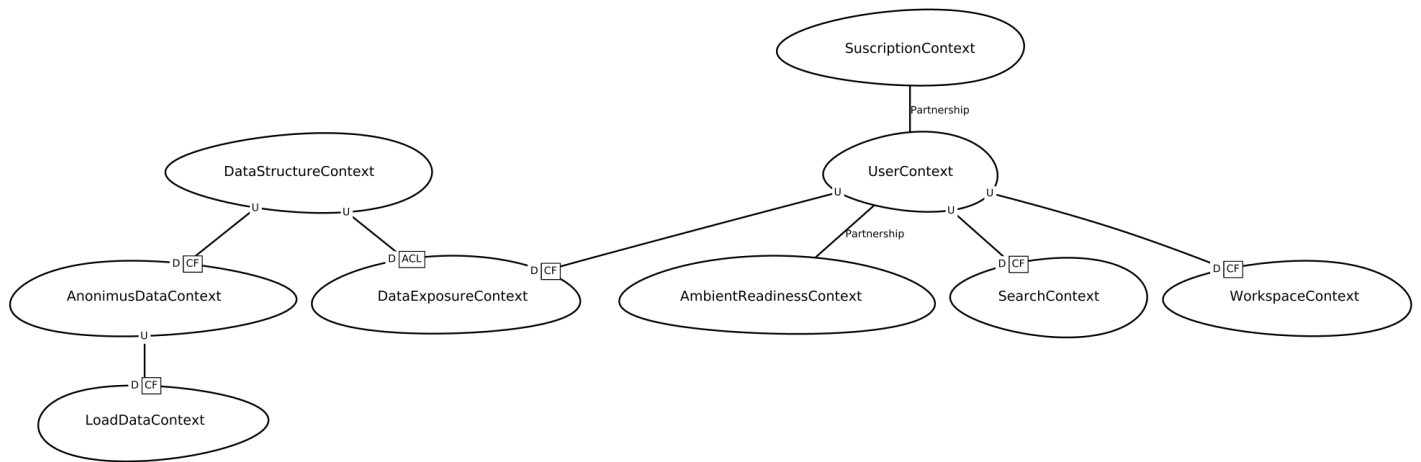 SuscriptionContext
Partnership
DataStructureContext
UserContext
U
U
U
U
U
Partnership
D CF
D ACL
D CF
D CF
D CF
AnonimusDataContext
DataExposureContext
AmbientReadinessContext
SearchContext
WorkspaceContext
U
D CF
LoadDataContext